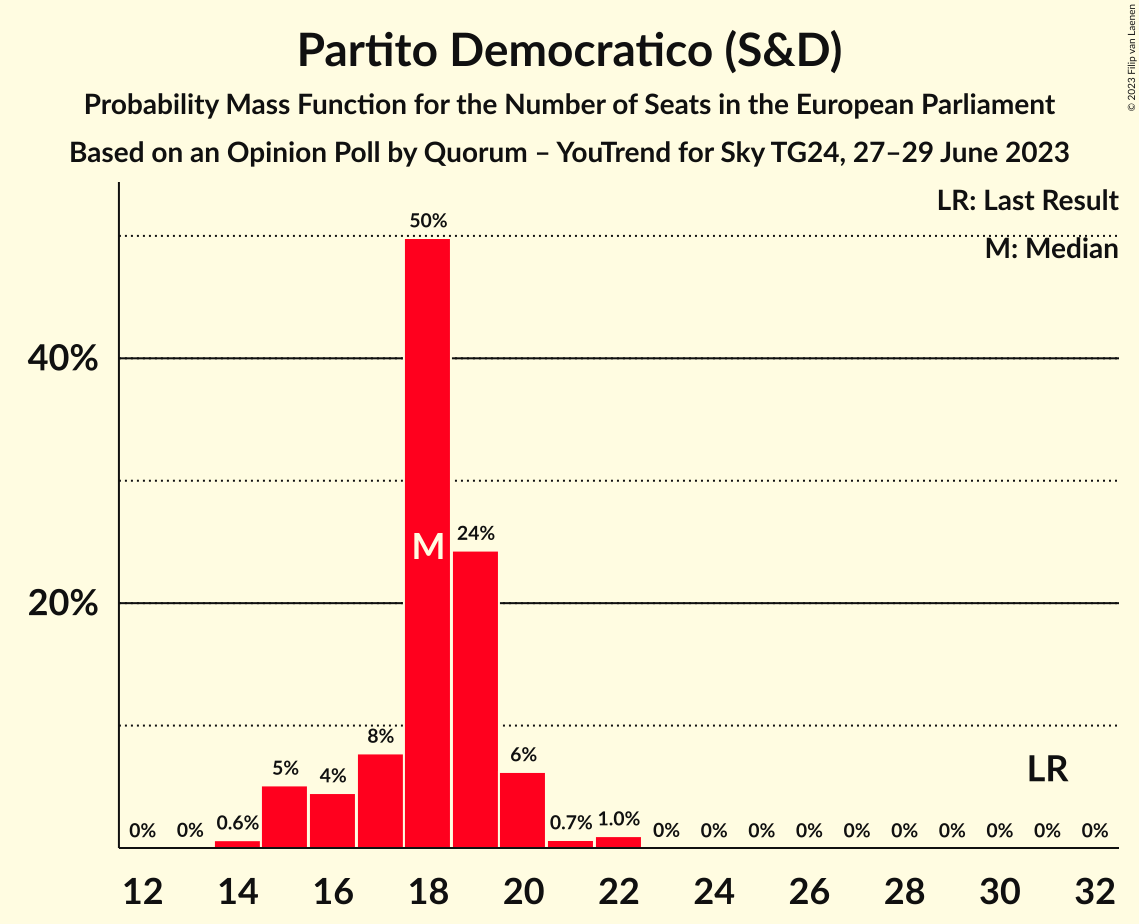 Partito Democratico (S&D)
Probability Mass Function for the Number of Seats in the European Parliament
Based on an Opinion Poll by Quorum – YouTrend for Sky TG24, 27–29 June 2023
© 2023 Filip van Laenen
LR: Last Result
M: Median
50%
40%
M
24%
20%
8%
6%
5%
4%
LR
0% 0% 0.6% 0.7% 1.0% 0% 0% 0% 0% 0% 0% 0% 0% 0% 0%
12 14 16 18 20 22 24 26 28 30 32